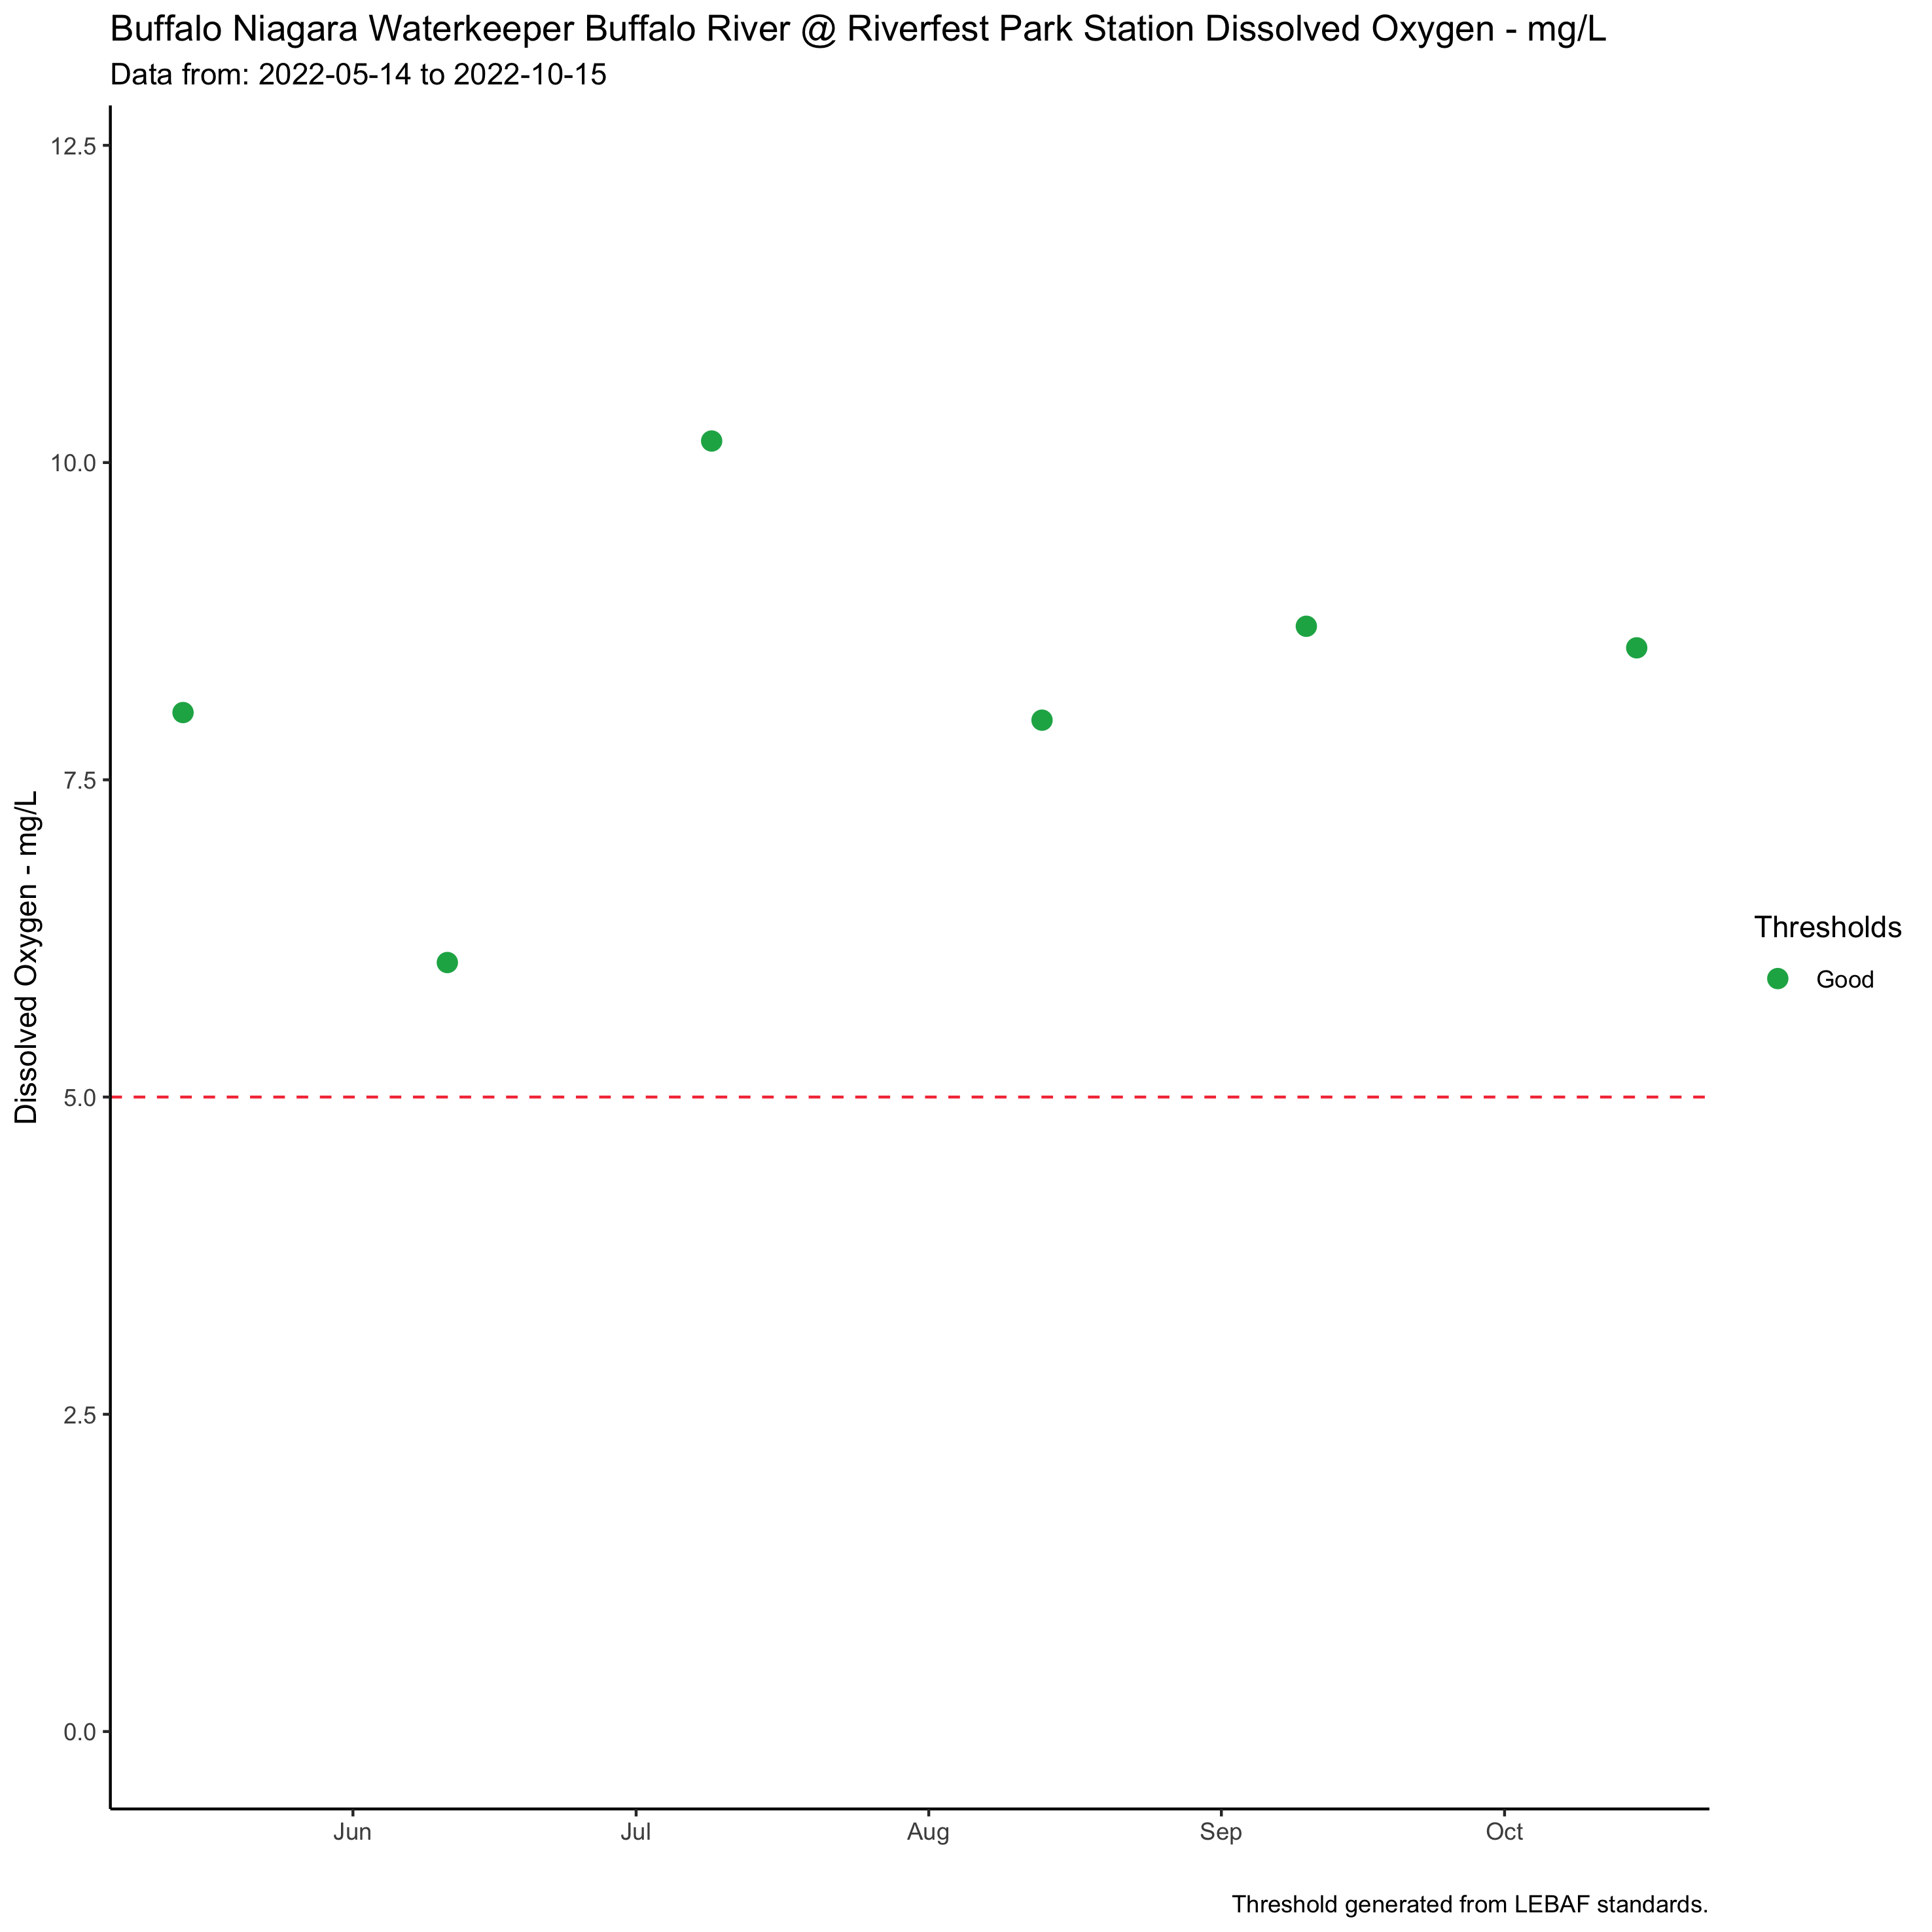 Buffalo Niagara Waterkeeper Buffalo River @ Riverfest Park Station Dissolved Oxygen - mg/L
Data from: 2022-05-14 to 2022-10-15
Dissolved Oxygen - mg/L
12.5
10.0
7.5
5.0
2.5
0.0
Jun Jul Aug Sep Oct
Thresholds
Good
Threshold generated from LEBAF standards.